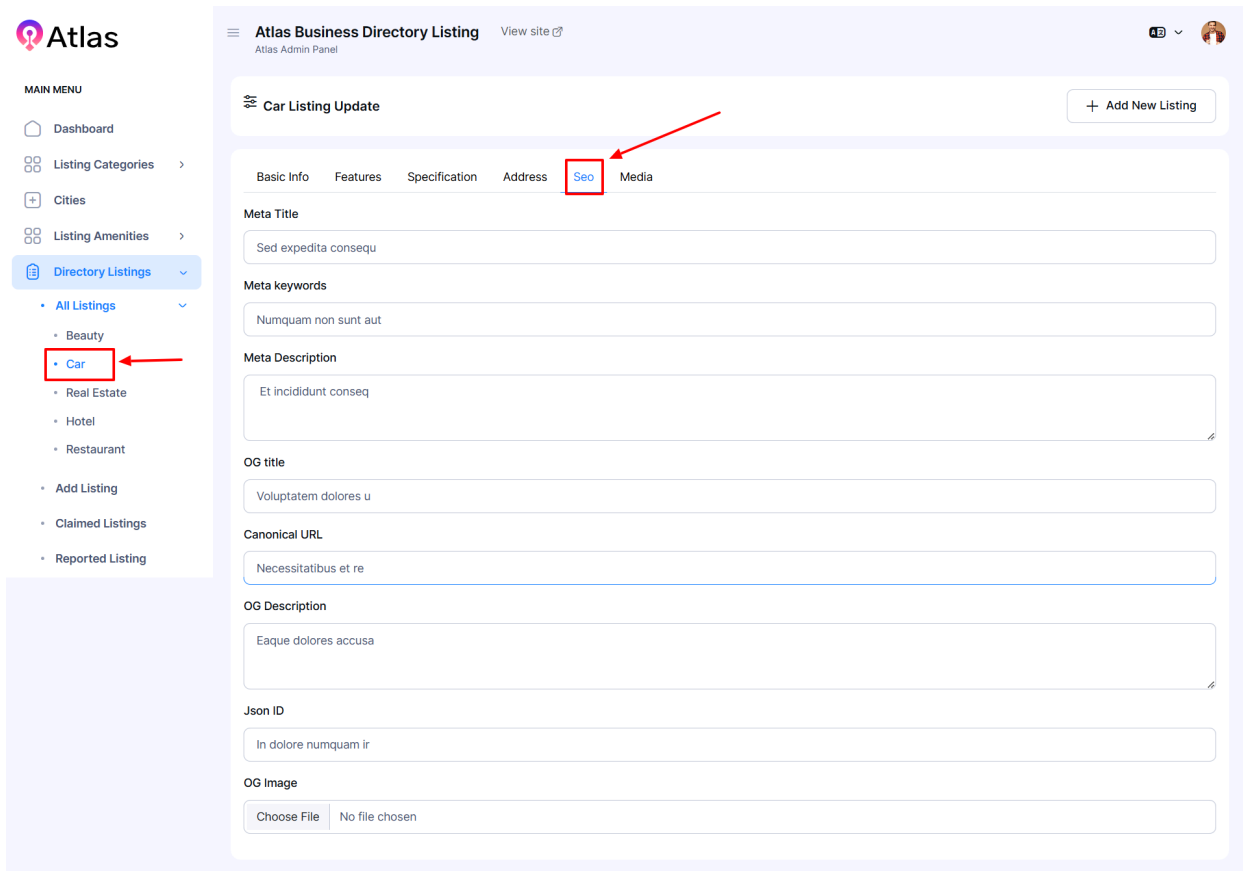 Atlas
MAIN MENU
Dashboard
Listing Categories
Cities
Listing Amenities
Directory Listings
All Listings
Beauty
Car
Real Estate
Hotel
Restaurant
Add Listing
Claimed Listings
Reported Listing
Atlas Business Directory Listing View site
Atlas Admin Panel
AZ
Car Listing Update
Add New Listing
Basic Info Features Specification Address Seo Media
Meta Title
Sed expedita consequ
Meta keywords
Numquam non sunt aut
Meta Description
Et incididunt conseq
OG title
Voluptatem dolores u
Canonical URL
Necessitatibus et re
OG Description
Eaque dolores accusa
Json ID
In dolore numquam ir
OG Image
Choose File No file chosen